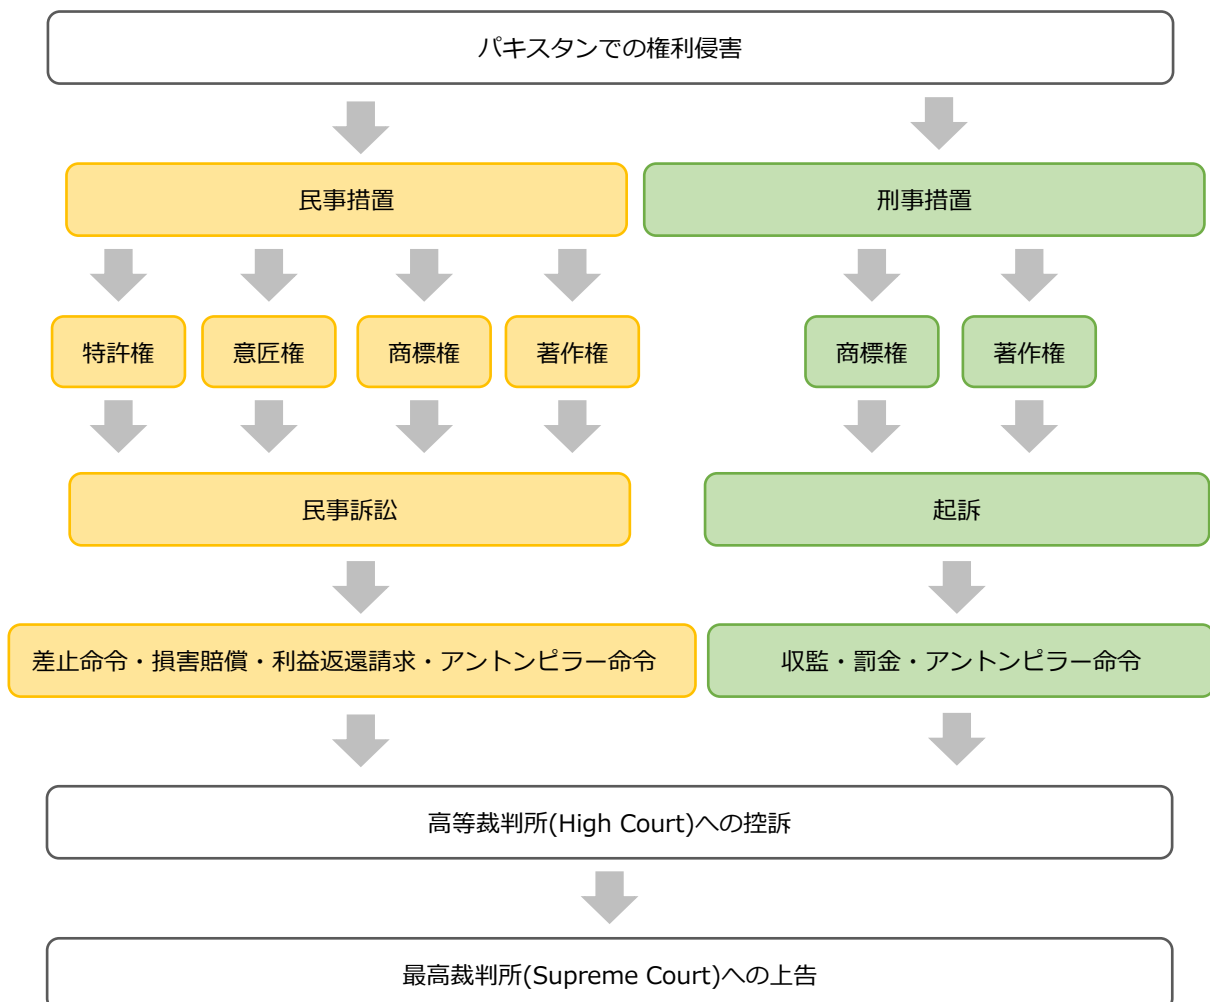 パキスタンでの権利侵害
民事措置
刑事措置
特許権
意匠権
商標権
著作権
商標権
著作権
民事訴訟
起訴
差止命令・損害賠償・利益返還請求・アントンピラー命令
収監・罰金・アントンピラー命令
高等裁判所(High Court)への控訴
最高裁判所(Supreme Court)への上告